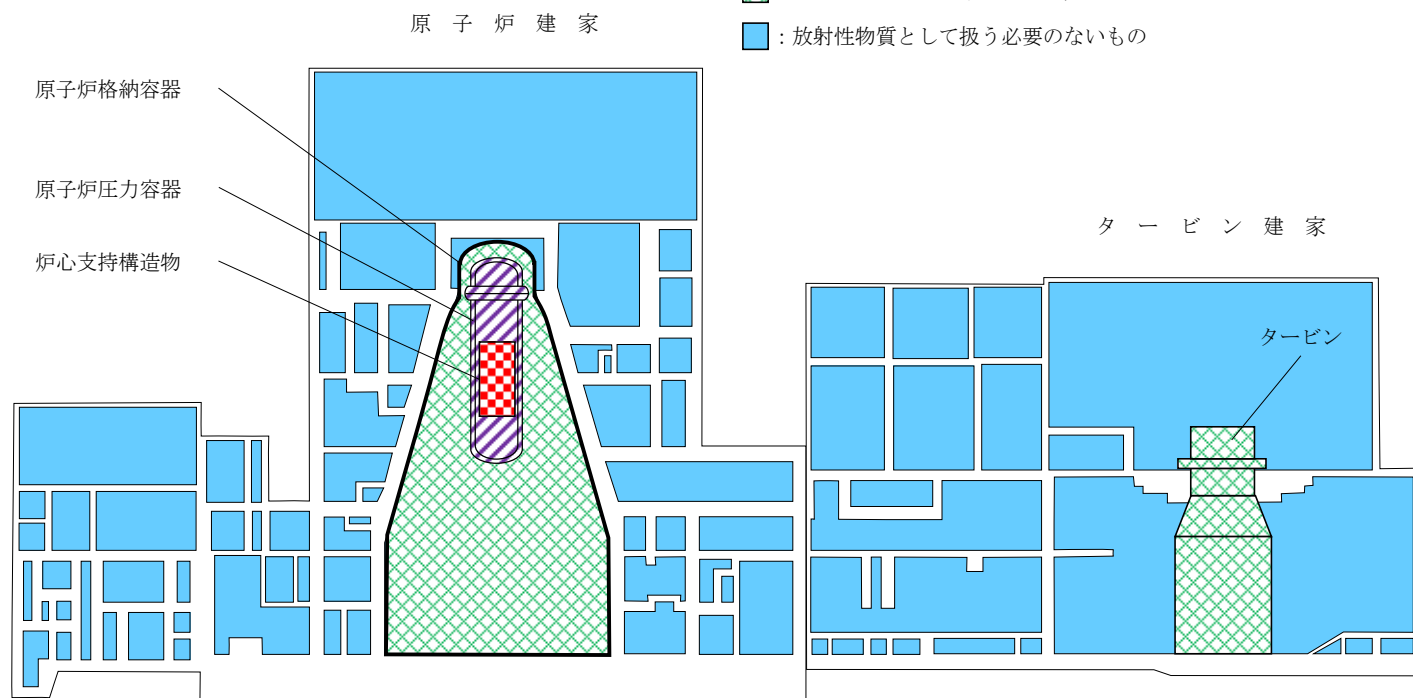 原子炉建家
：放射性物質として扱う必要のないもの
原子炉格納容器
原子炉圧力容器
炉心支持構造物
タービン建家
タービン